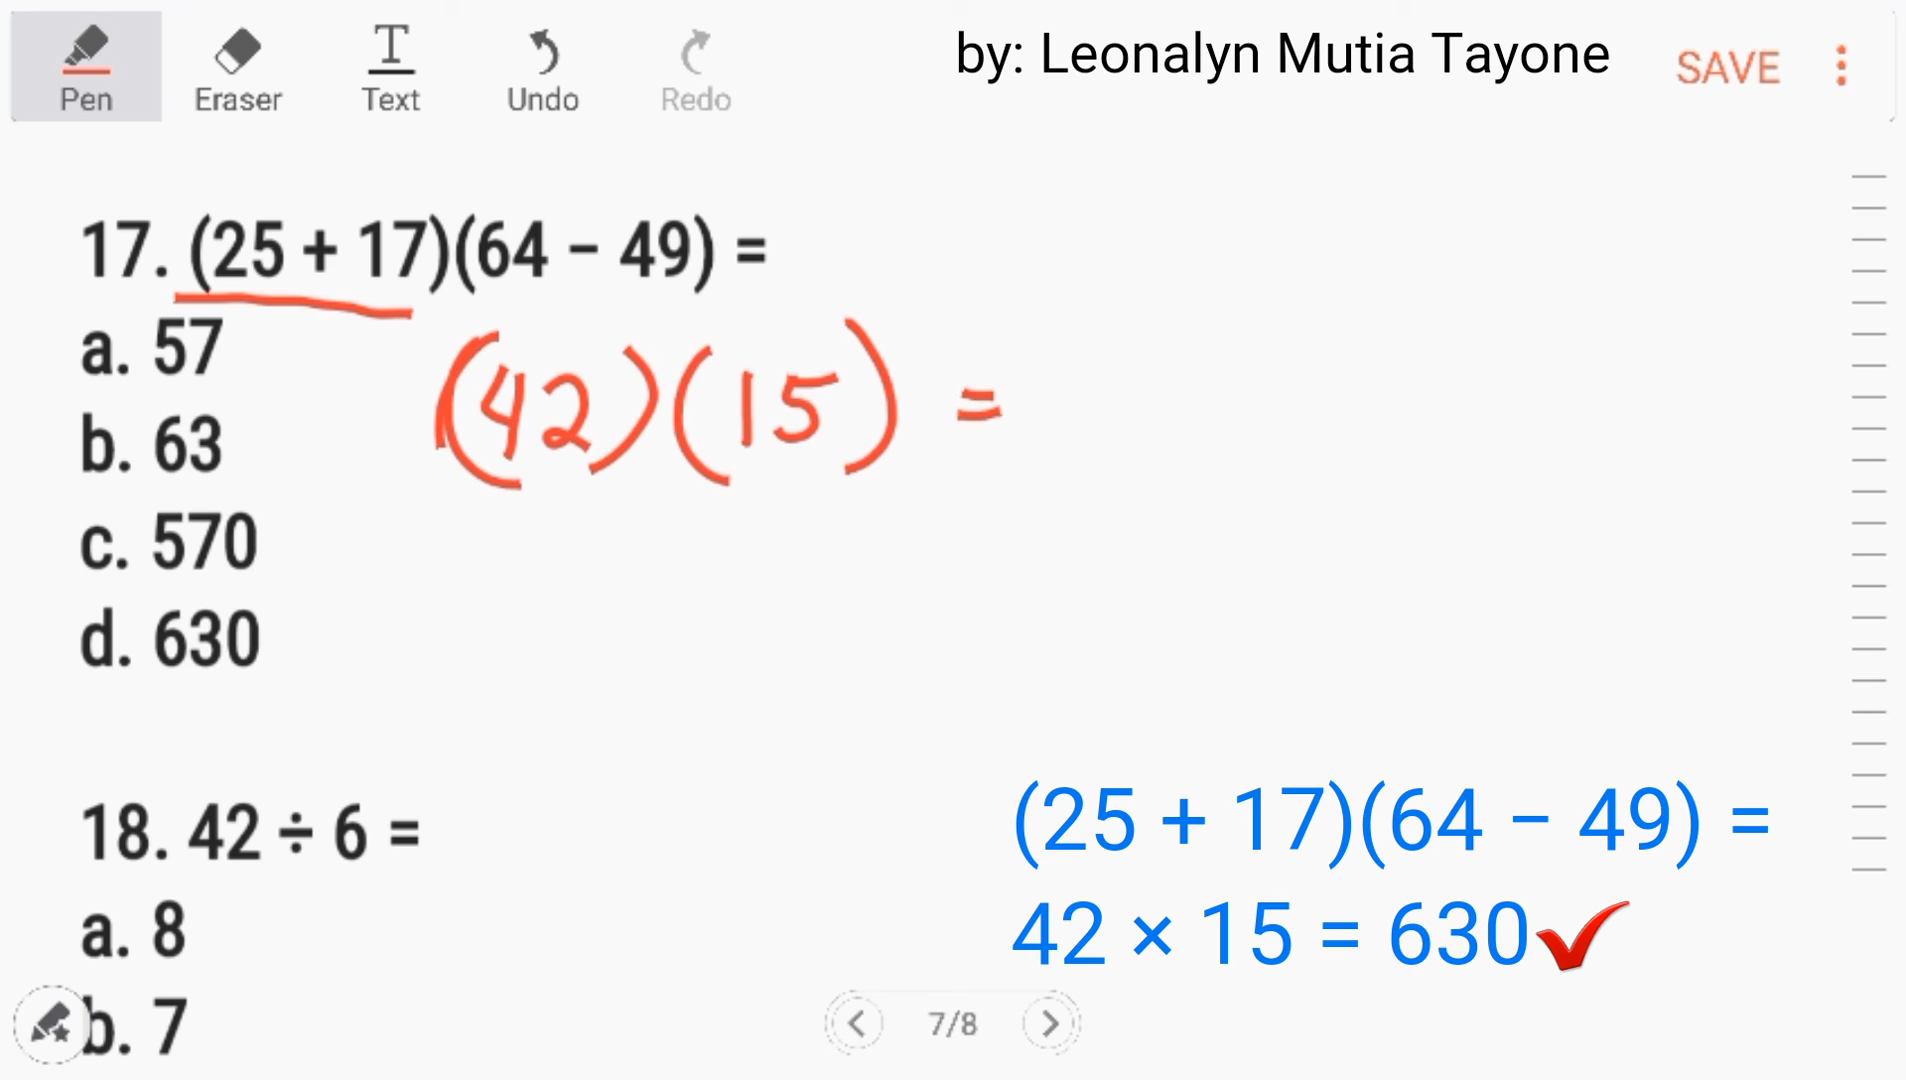 Pen
Eraser
Text
Undo
Redo
by: Leonalyn Mutia Tayone
SAVE
17. (25 + 17)(64 − 49) =
a. 57
(42)(15) =
b. 63
c. 570
d. 630
18. 42 ÷ 6 =
a. 8
b. 7
(25 + 17)(64 − 49) =
42 × 15 = 630
7/8